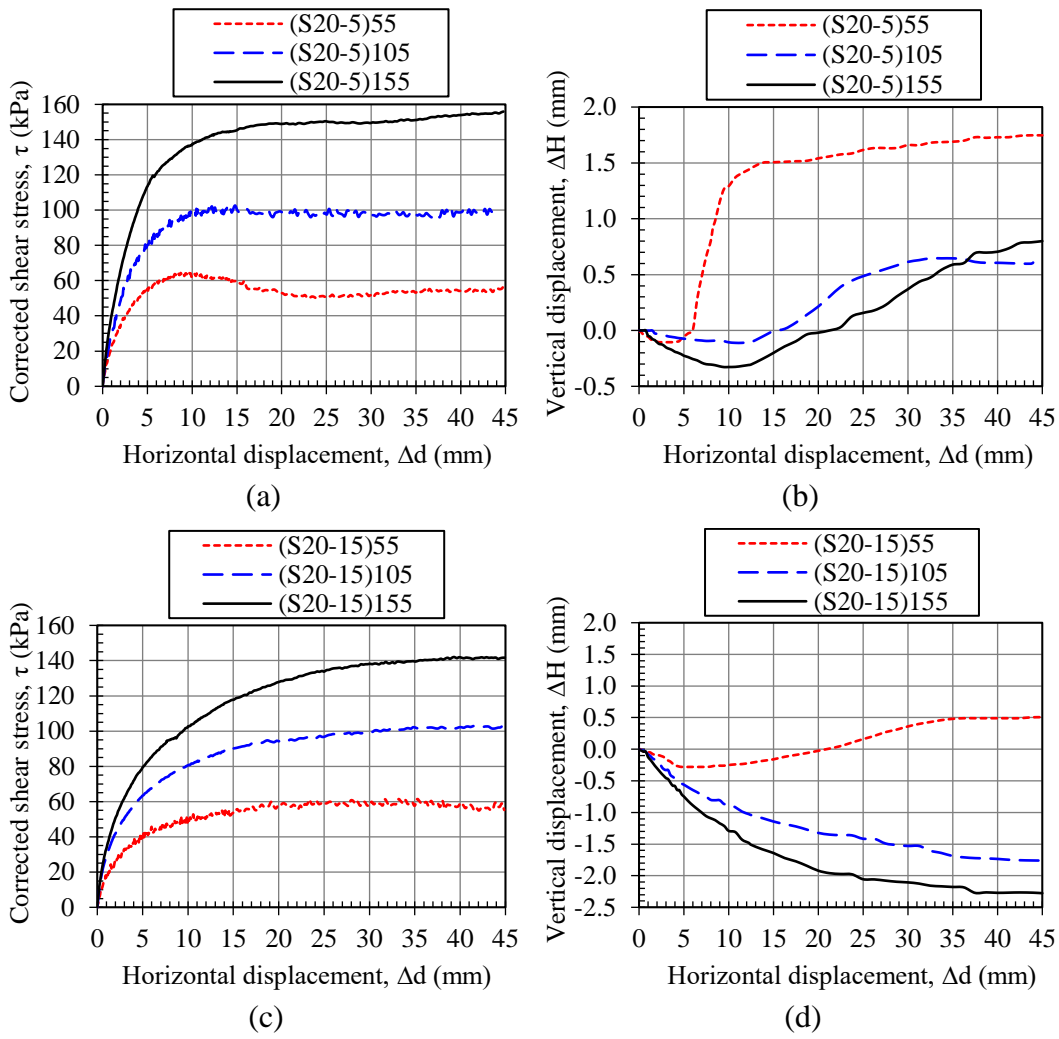 (S20-5)55
(S20-5)105
(S20-5)155
Corrected shear stress, τ (kPa)
160
140
120
100
80
60
40
20
0
0 5 10 15 20 25 30 35 40 45
Horizontal displacement, Δd (mm)
(a)
(S20-5)55
(S20-5)105
(S20-5)155
Vertical displacement, ΔH (mm)
2.0
1.5
1.0
0.5
0.0
-0.5
0 5 10 15 20 25 30 35 40 45
Horizontal displacement, Δd (mm)
(b)
(S20-15)55
(S20-15)105
(S20-15)155
Corrected shear stress, τ (kPa)
160
140
120
100
80
60
40
20
0
0 5 10 15 20 25 30 35 40 45
Horizontal displacement, Δd (mm)
(c)
(S20-15)55
(S20-15)105
(S20-15)155
Vertical displacement, ΔH (mm)
2.0
1.5
1.0
0.5
0.0
-0.5
-1.0
-1.5
-2.0
-2.5
0 5 10 15 20 25 30 35 40 45
Horizontal displacement, Δd (mm)
(d)